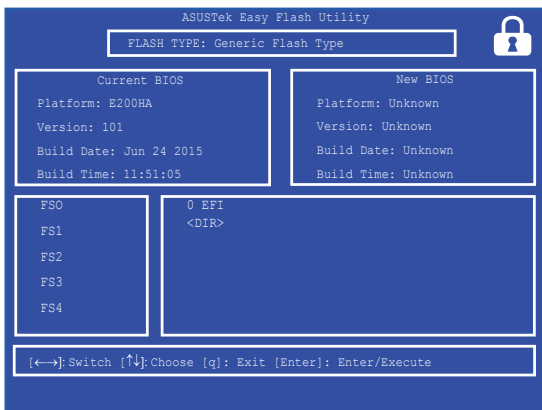 ASUSTek Easy Flash Utility
FLASH TYPE: Generic Flash Type
Current BIOS
Platform: E200HA
Version: 101
Build Date: Jun 24 2015
Build Time: 11:51:05
New BIOS
Platform: Unknown
Version: Unknown
Build Date: Unknown
Build Time: Unknown
FSO
FS1
FS2
FS3
FS4
0 EFI
<DIR>
[←→]: Switch [↑↓]: Choose [q]: Exit [Enter]: Enter/Execute